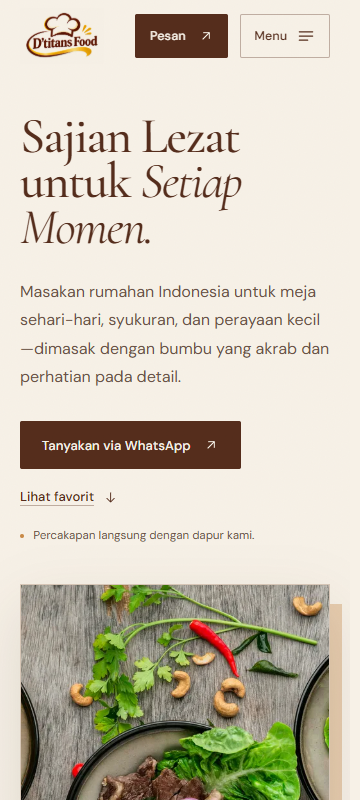 D'titans Food
Pesan
Menu
Sajian Lezat
untuk Setiap
Momen.
Masakan rumahan Indonesia untuk meja
sehari-hari, syukuran, dan perayaan kecil
—dimasak dengan bumbu yang akrab dan
perhatian pada detail.
Tanyakan via WhatsApp
Lihat favorit
Percakapan langsung dengan dapur kami.